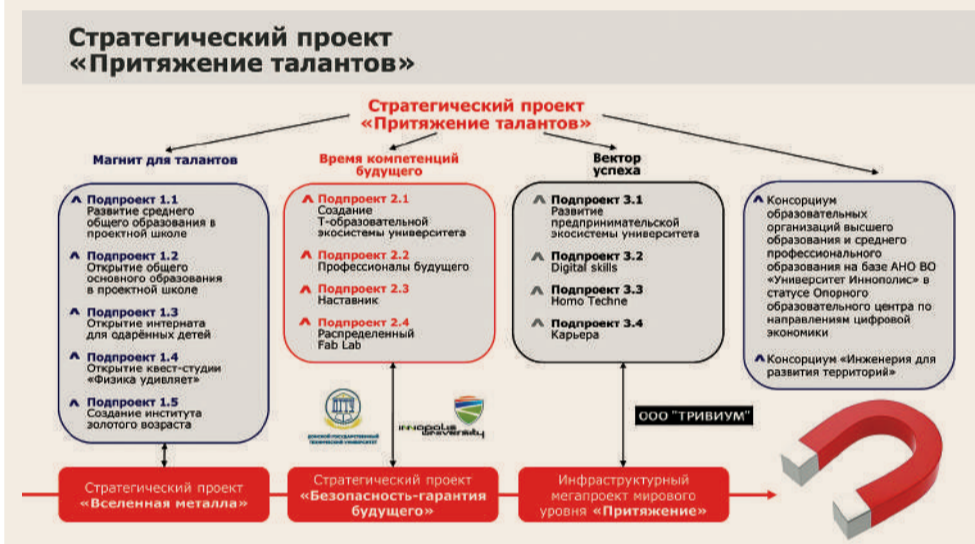 Стратегический проект
«Притяжение талантов»
Стратегический проект
«Притяжение талантов»
Магнит для талантов
Подпроект 1.1
Развитие среднего
общего образования в
проектной школе
Подпроект 1.2
Открытие общего
основного образования
в проектной школе
Подпроект 1.3
Открытие интерната
для одарённых детей
Подпроект 1.4
Открытие квест-студии
«Физика удивляет»
Подпроект 1.5
Создание института
золотого возраста
Время компетенций
будущего
Подпроект 2.1
Создание
Т-образовательной
экосистемы университета
Подпроект 2.2
Профессионалы будущего
Подпроект 2.3
Наставник
Подпроект 2.4
Распределенный
Fab Lab
Вектор
успеха
Подпроект 3.1
Развитие
предпринимательской
экосистемы университета
Подпроект 3.2
Digital skills
Подпроект 3.3
Homo Techne
Подпроект 3.4
Карьера
Консорциум
образовательных
организаций высшего
образования и среднего
профессионального
образования на базе АНО ВО
«Университет Иннополис» в
статусе Опорного
образовательного центра по
направлениям цифровой
экономики
Консорциум «Инженерия для
развития территорий»
ДОНСКОЙ ГОСУДАРСТВЕННЫЙ
ТЕХНИЧЕСКИЙ УНИВЕРСИТЕТ
INNOPOLIS
UNIVERSITY
ООО "ТРИВИУМ"
Стратегический проект
«Вселенная металла»
Стратегический проект
«Безопасность-гарантия
будущего»
Инфраструктурный
мегапроект мирового
уровня «Притяжение»